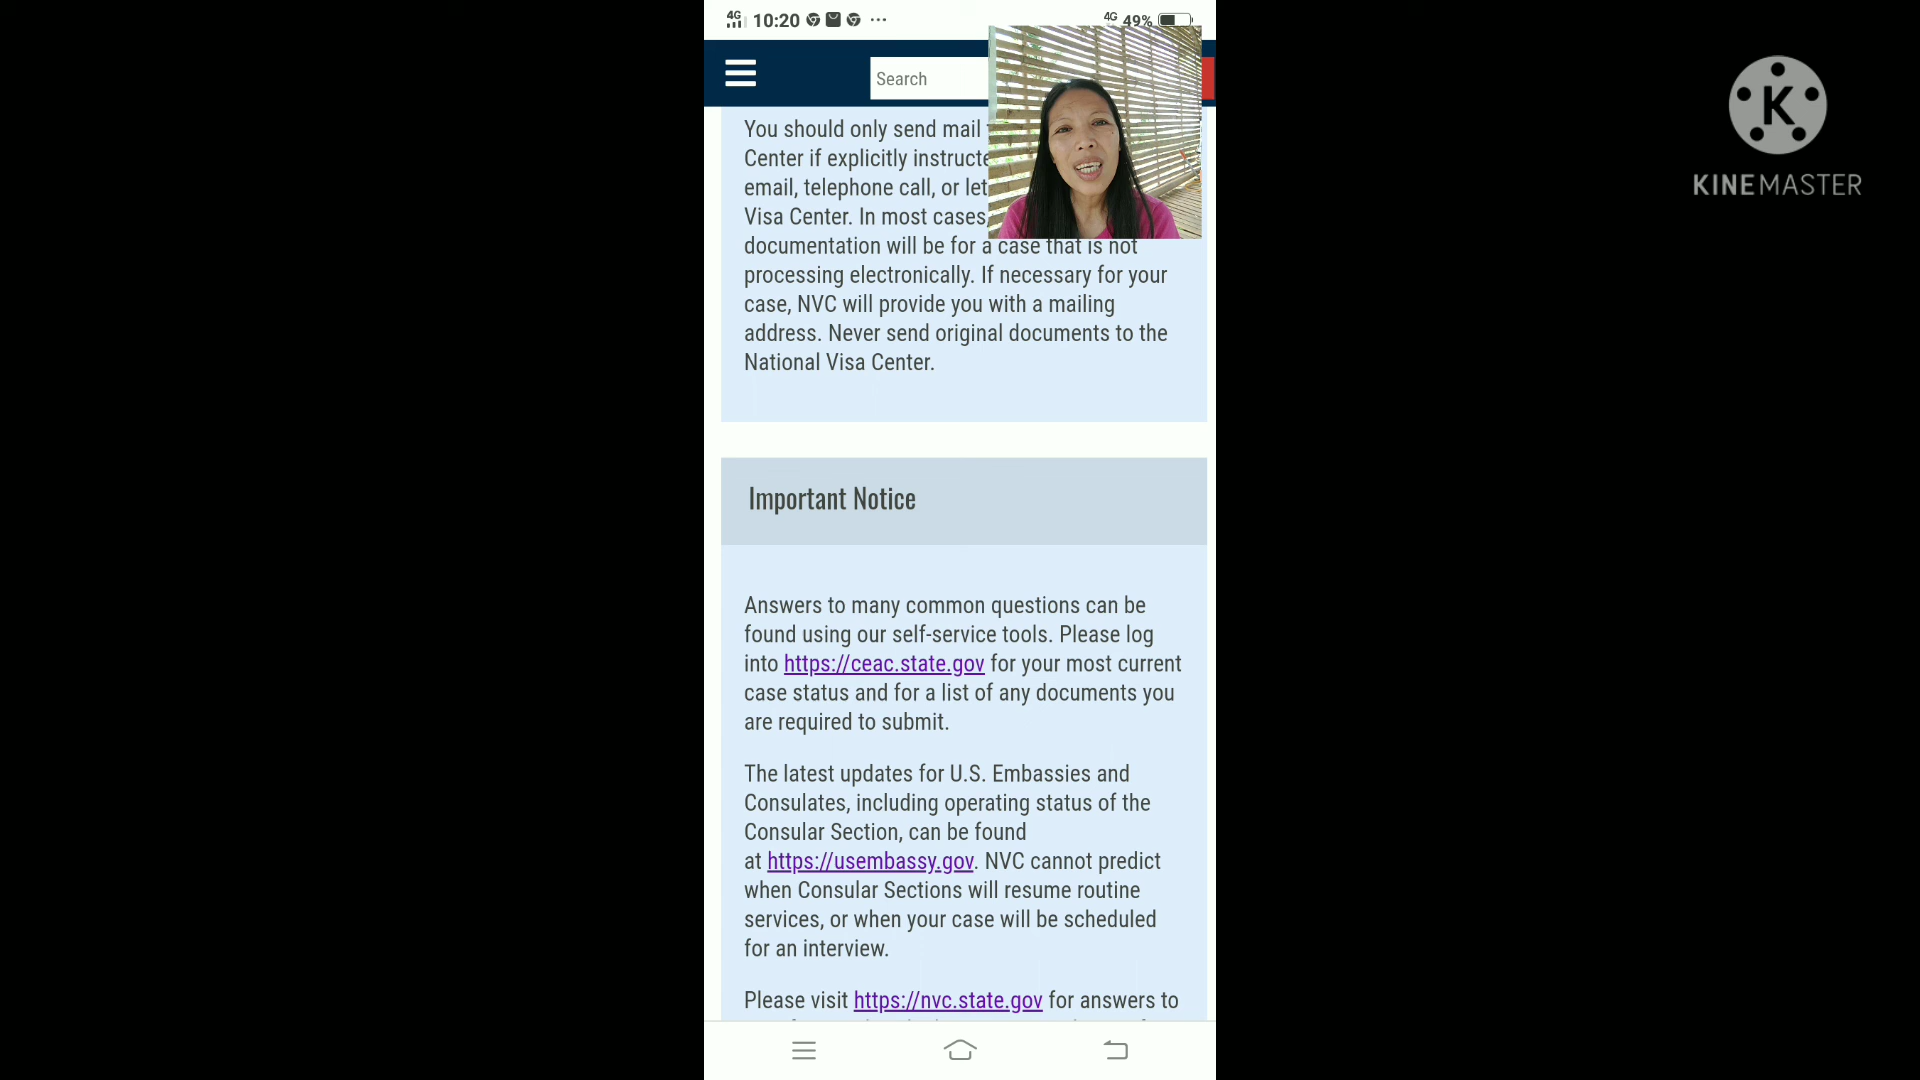 4G 10:20 ...
4G 49%
Search
You should only send mail
Center if explicitly
email, telephone call, or
Visa Center. In most cases,
documentation will be for a case that is not
processing electronically. If necessary for your
case, NVC will provide you with a mailing
address. Never send original documents to the
National Visa Center.
Important Notice
Answers to many common questions can be
found using our self-service tools. Please log
into https://ceac.state.gov for your most current
case status and for a list of any documents you
are required to submit.
The latest updates for U.S. Embassies and
Consulates, including operating status of the
Consular Section, can be found
at https://usembassy.gov. NVC cannot predict
when Consular Sections will resume routine
services, or when your case will be scheduled
for an interview.
Please visit https://nvc.state.gov for answers to
K
KINEMASTER